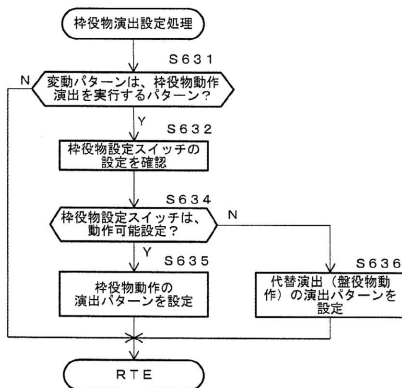 枠役物演出設定処理
S631
N
変動パターンは、枠役物動作
演出を実行するパターン？
Y
S632
枠役物設定スイッチの
設定を確認
S634
枠役物設定スイッチは、
動作可能設定？
N
Y
S635
枠役物動作の
演出パターンを設定
S636
代替演出（盤役物動
作）の演出パターンを
設定
RTE